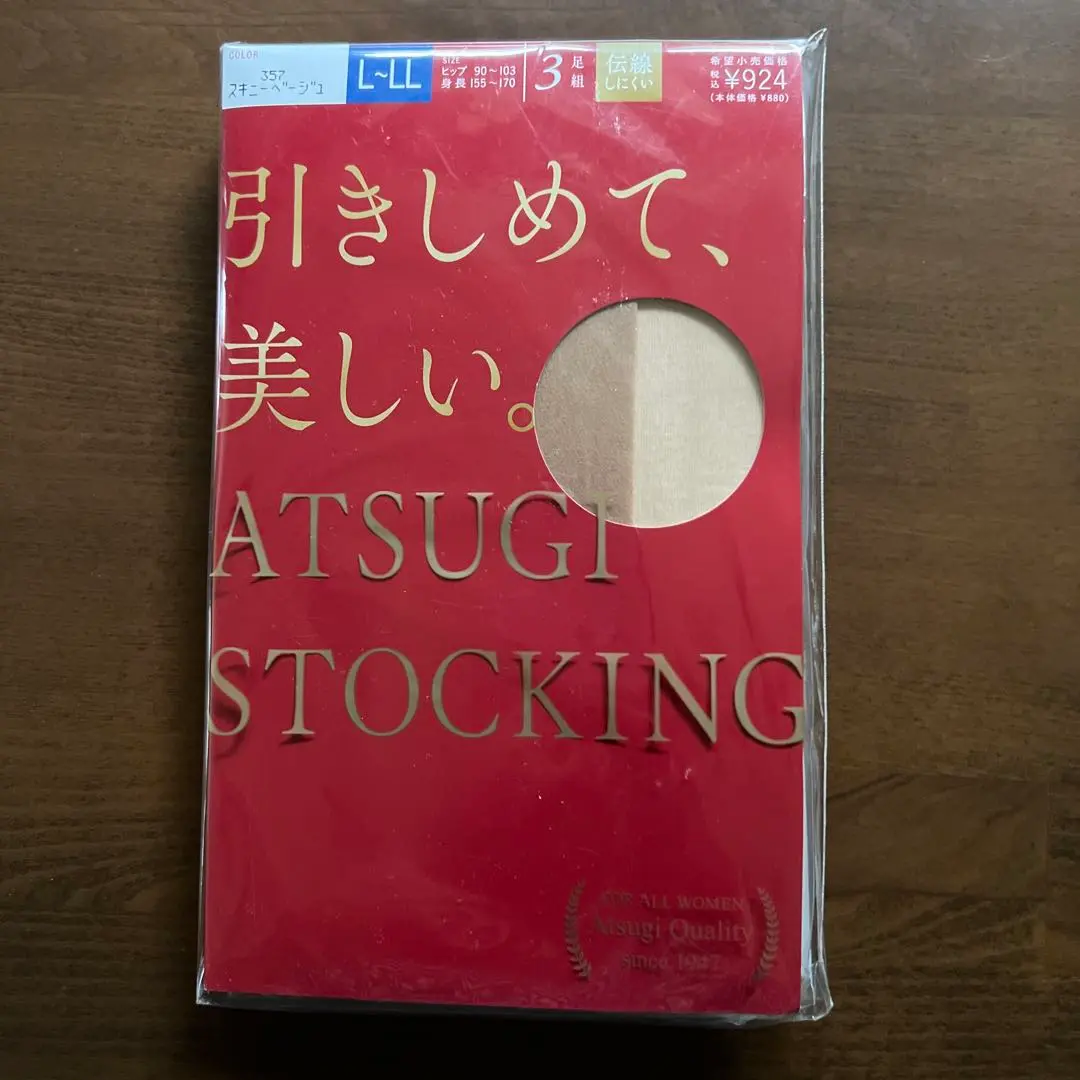 COLOR
357
スキニーベージュ
L~LL
SIZE
ヒップ 90~103
身長 155~170
3足組
伝線
しにくい
希望小売価格
税込 ¥924
(本体価格 ¥880)
引きしめて、
美しい。
ATSUGI
STOCKING
FOR ALL WOMEN
Atsugi Quality
since 1947